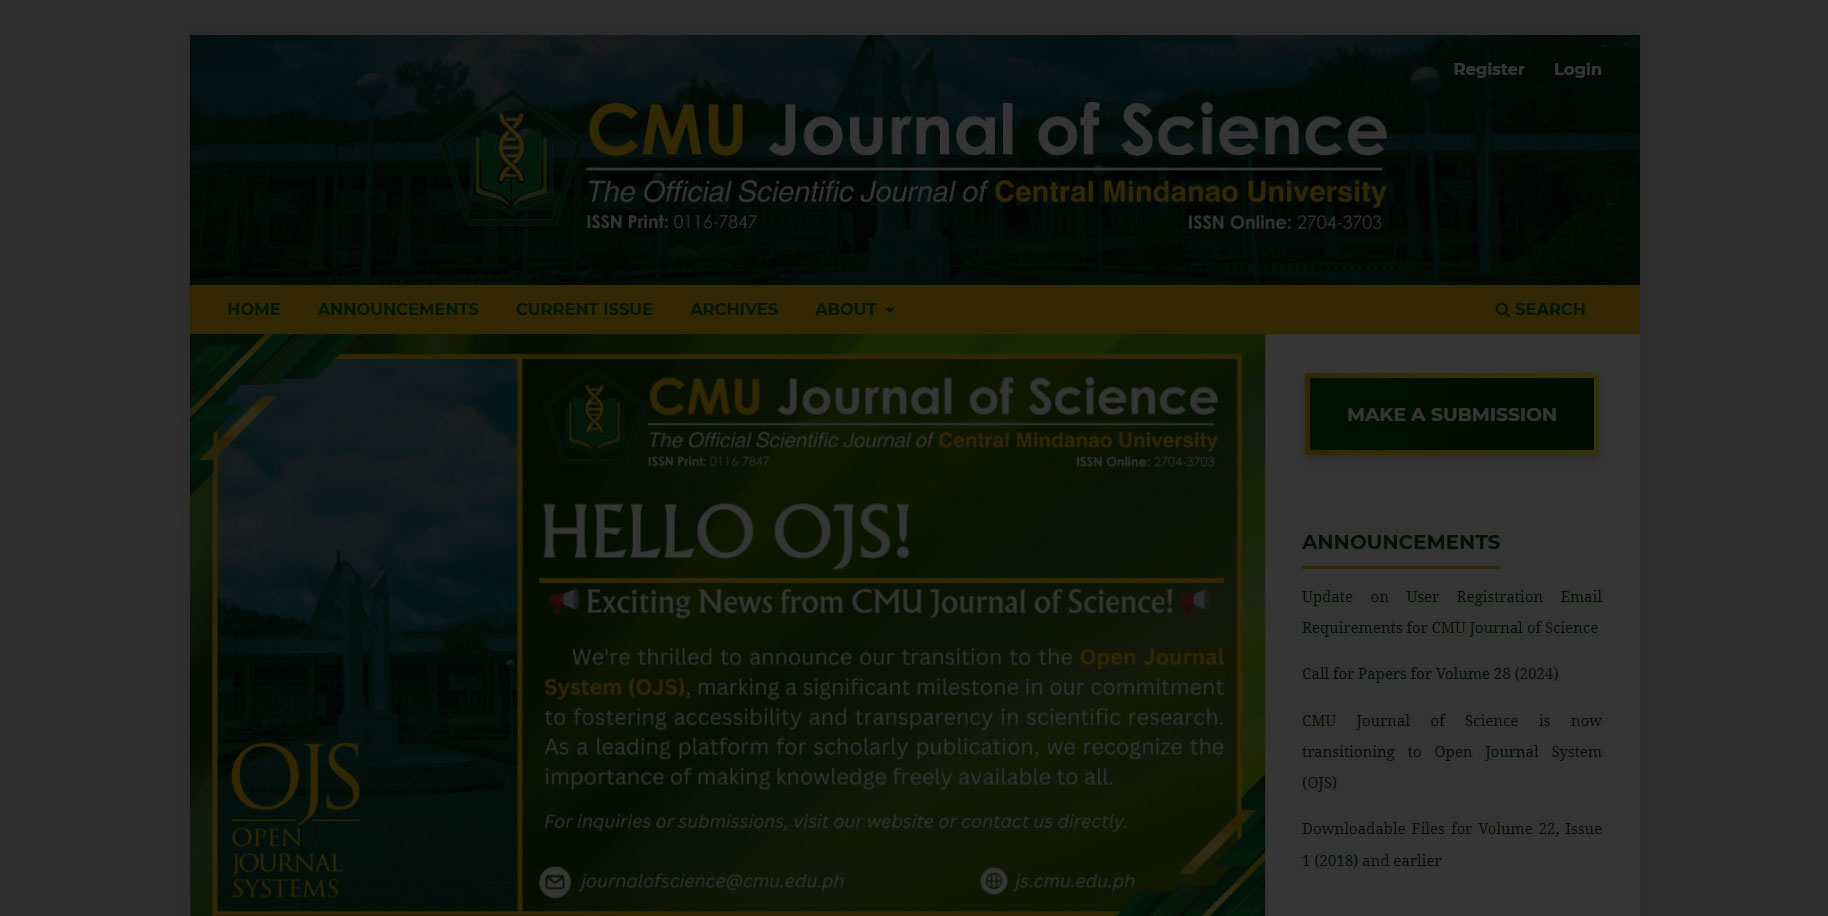 Register Login
CMU Journal of Science
The Official Scientific Journal of Central Mindanao University
ISSN Print: 0116-7847 ISSN Online: 2704-3703
HOME ANNOUNCEMENTS CURRENT ISSUE ARCHIVES ABOUT SEARCH
CMU Journal of Science
The Official Scientific Journal of Central Mindanao University
ISSN Print: 0116-7847 ISSN Online: 2704-3703
HELLO OJS!
Exciting News from CMU Journal of Science!
We're thrilled to announce our transition to the Open Journal
System (OJS), marking a significant milestone in our commitment
to fostering accessibility and transparency in scientific research.
As a leading platform for scholarly publication, we recognize the
importance of making knowledge freely available to all.
For inquiries or submissions, visit our website or contact us directly.
journalofscience@cmu.edu.ph js.cmu.edu.ph
OJS
OPEN
JOURNAL
SYSTEMS
MAKE A SUBMISSION
ANNOUNCEMENTS
Update on User Registration Email
Requirements for CMU Journal of Science
Call for Papers for Volume 28 (2024)
CMU Journal of Science is now
transitioning to Open Journal System
(OJS)
Downloadable Files for Volume 22, Issue
1 (2018) and earlier